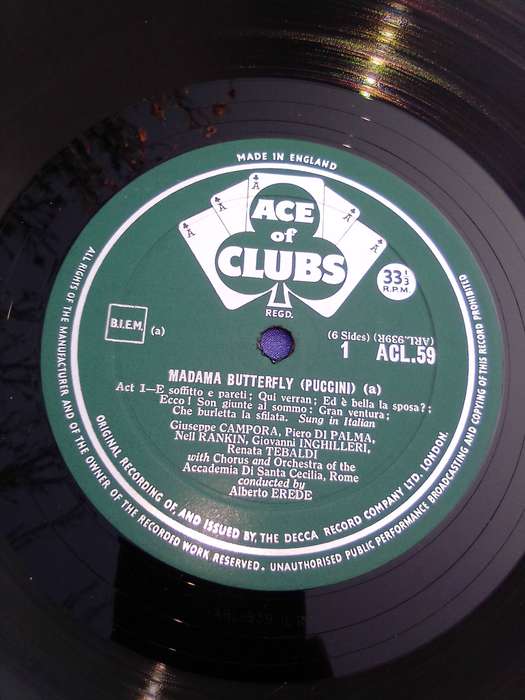 MADE IN ENGLAND
A
A
A
A
A
ACE
of
CLUBS
REGD.
33⅓
R.P.M.
B.I.E.M.
(a)
(6 Sides) (ARL.939R)
1 ACL.59
MADAMA BUTTERFLY (PUCCINI) (a)
Act 1—E soffitto e pareti; Qui verran; Ed è bella la sposa?;
Ecco! Son giunte al sommo; Gran ventura;
Che burletta la sfilata. Sung in Italian
Giuseppe CAMPORA, Piero DI PALMA,
Nell RANKIN, Giovanni INGHILLERI,
Renata TEBALDI
with Chorus and Orchestra of the
Accademia Di Santa Cecilia, Rome
conducted by
Alberto EREDE
ORIGINAL RECORDING OF, AND ISSUED BY, THE DECCA RECORD COMPANY LTD. LONDON.
ALL RIGHTS OF THE MANUFACTURER AND OF THE OWNER OF THE RECORDED WORK RESERVED. UNAUTHORISED PUBLIC PERFORMANCE BROADCASTING AND COPYING OF THIS RECORD PROHIBITED